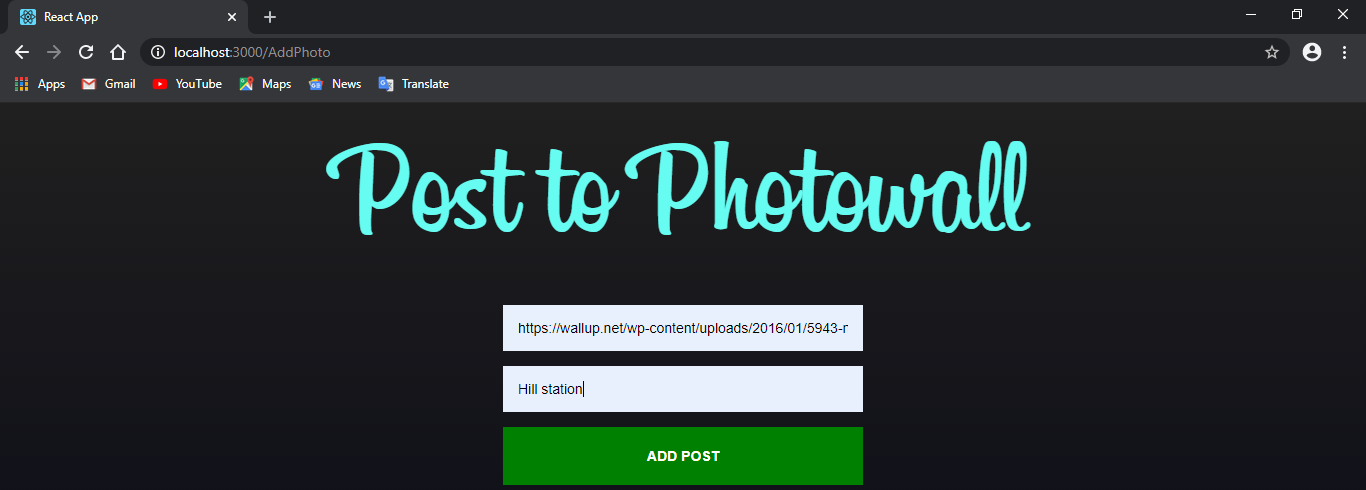 React App
localhost:3000/AddPhoto
Apps Gmail YouTube Maps News Translate
Post to Photowall
https://wallup.net/wp-content/uploads/2016/01/5943-
Hill station
ADD POST